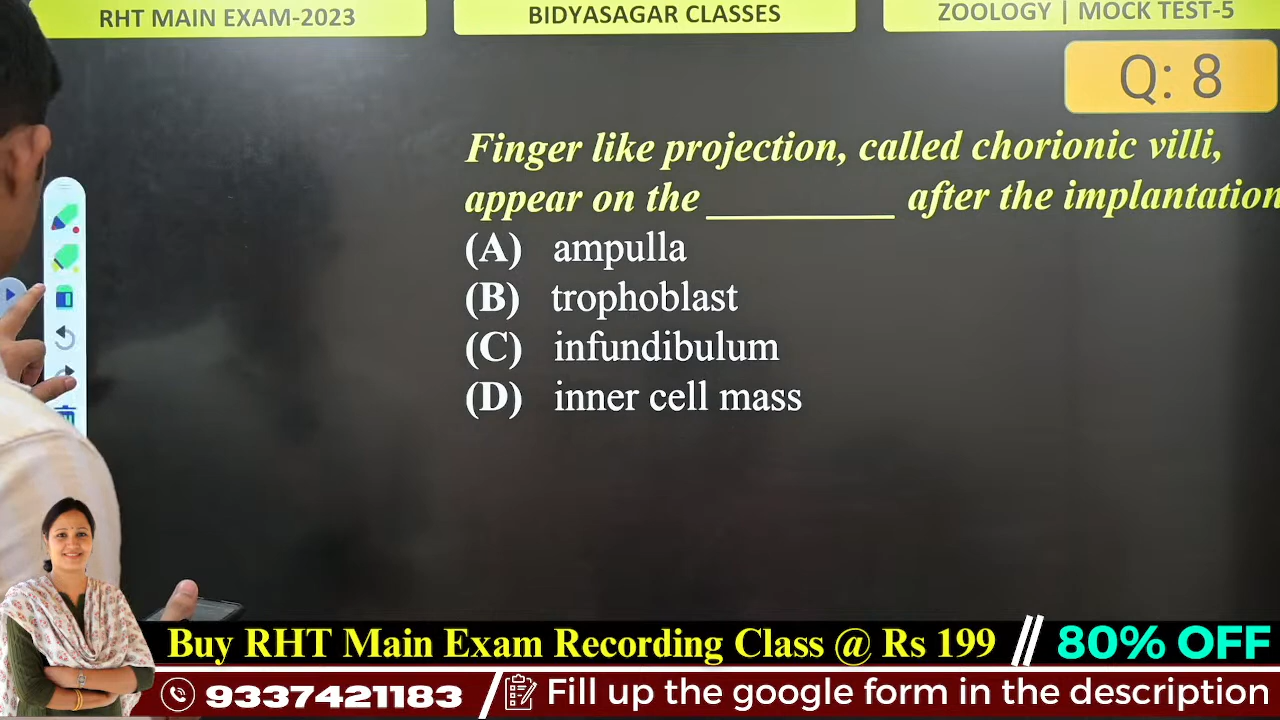 RHT MAIN EXAM-2023
BIDYASAGAR CLASSES
ZOOLOGY | MOCK TEST-5
Q: 8
Finger like projection, called chorionic villi,
appear on the __________ after the implantation
(A) ampulla
(B) trophoblast
(C) infundibulum
(D) inner cell mass
Buy RHT Main Exam Recording Class @ Rs 199 // 80% OFF
9337421183 / Fill up the google form in the description